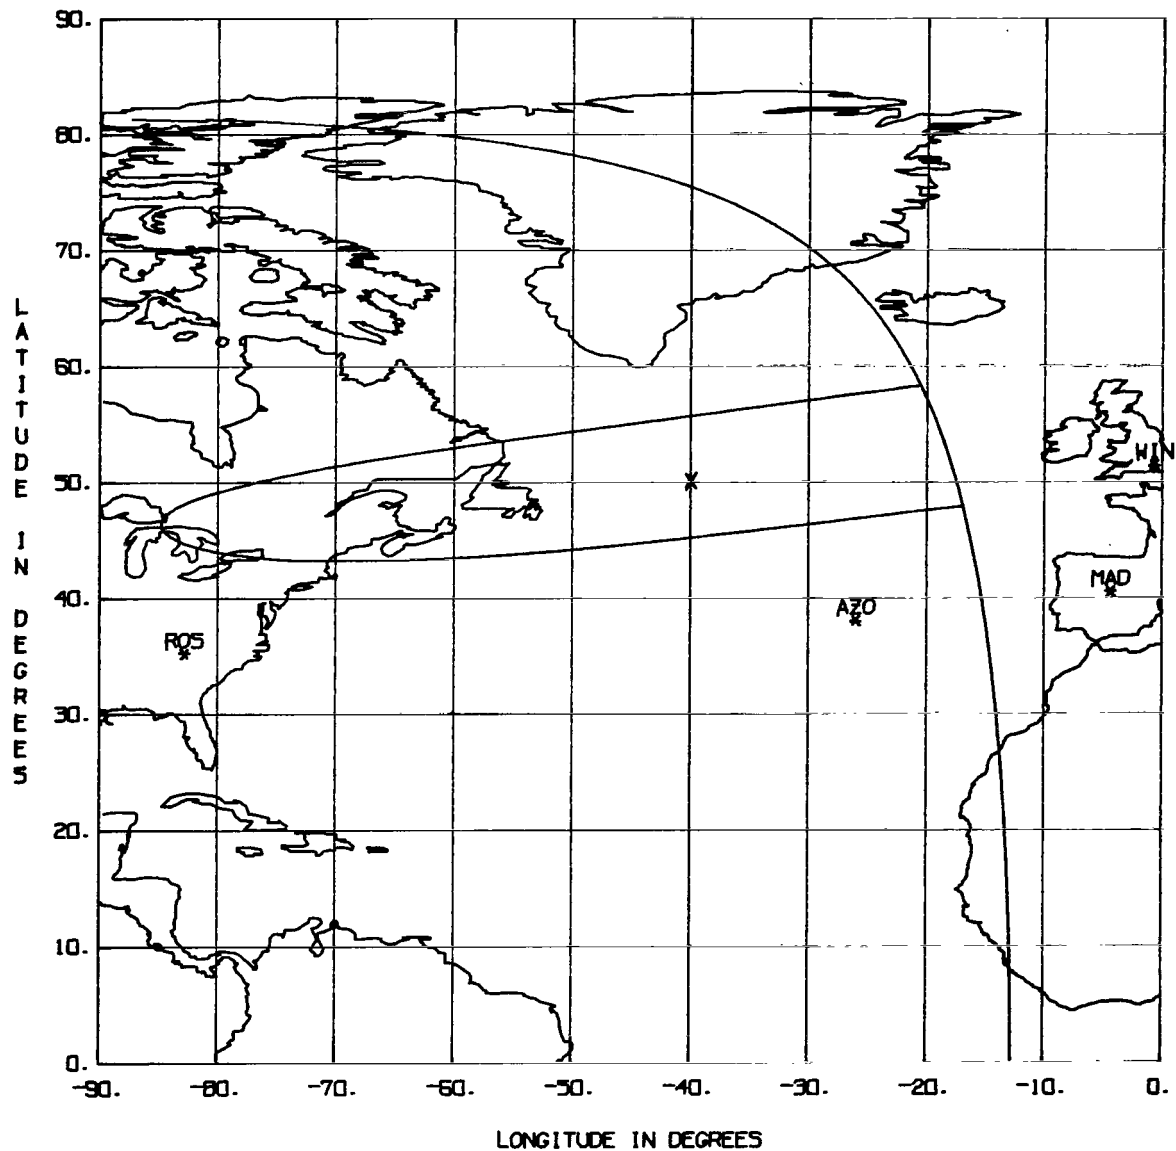 90.
80.
70.
60.
50.
40.
30.
20.
10.
0.
LATITUDE IN DEGREES
WIN
MAD
AZO
ROS
-90. -80. -70. -60. -50. -40. -30. -20. -10. 0.
LONGITUDE IN DEGREES